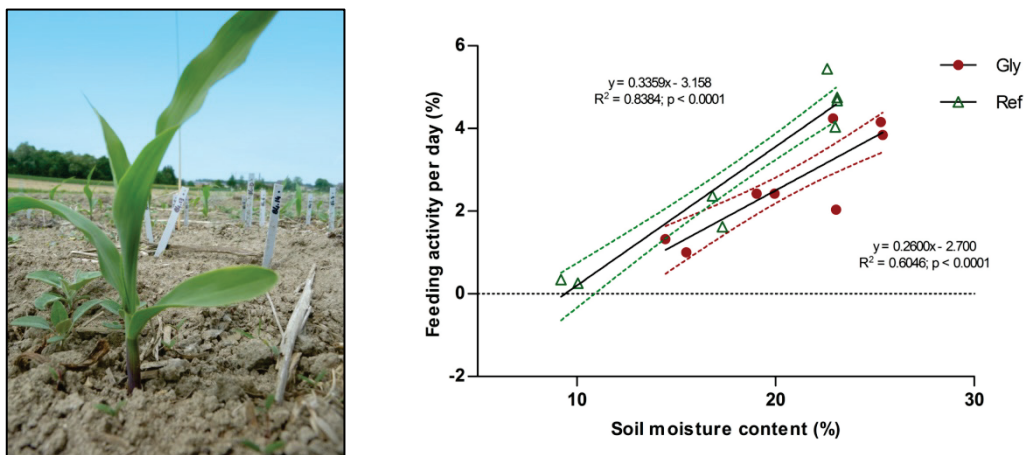 6
4
2
0
-2
10
20
30
Feeding activity per day (%)
Soil moisture content (%)
y = 0.3359x - 3.158
R² = 0.8384; p < 0.0001
y = 0.2600x - 2.700
R² = 0.6046; p < 0.0001
Gly
Ref